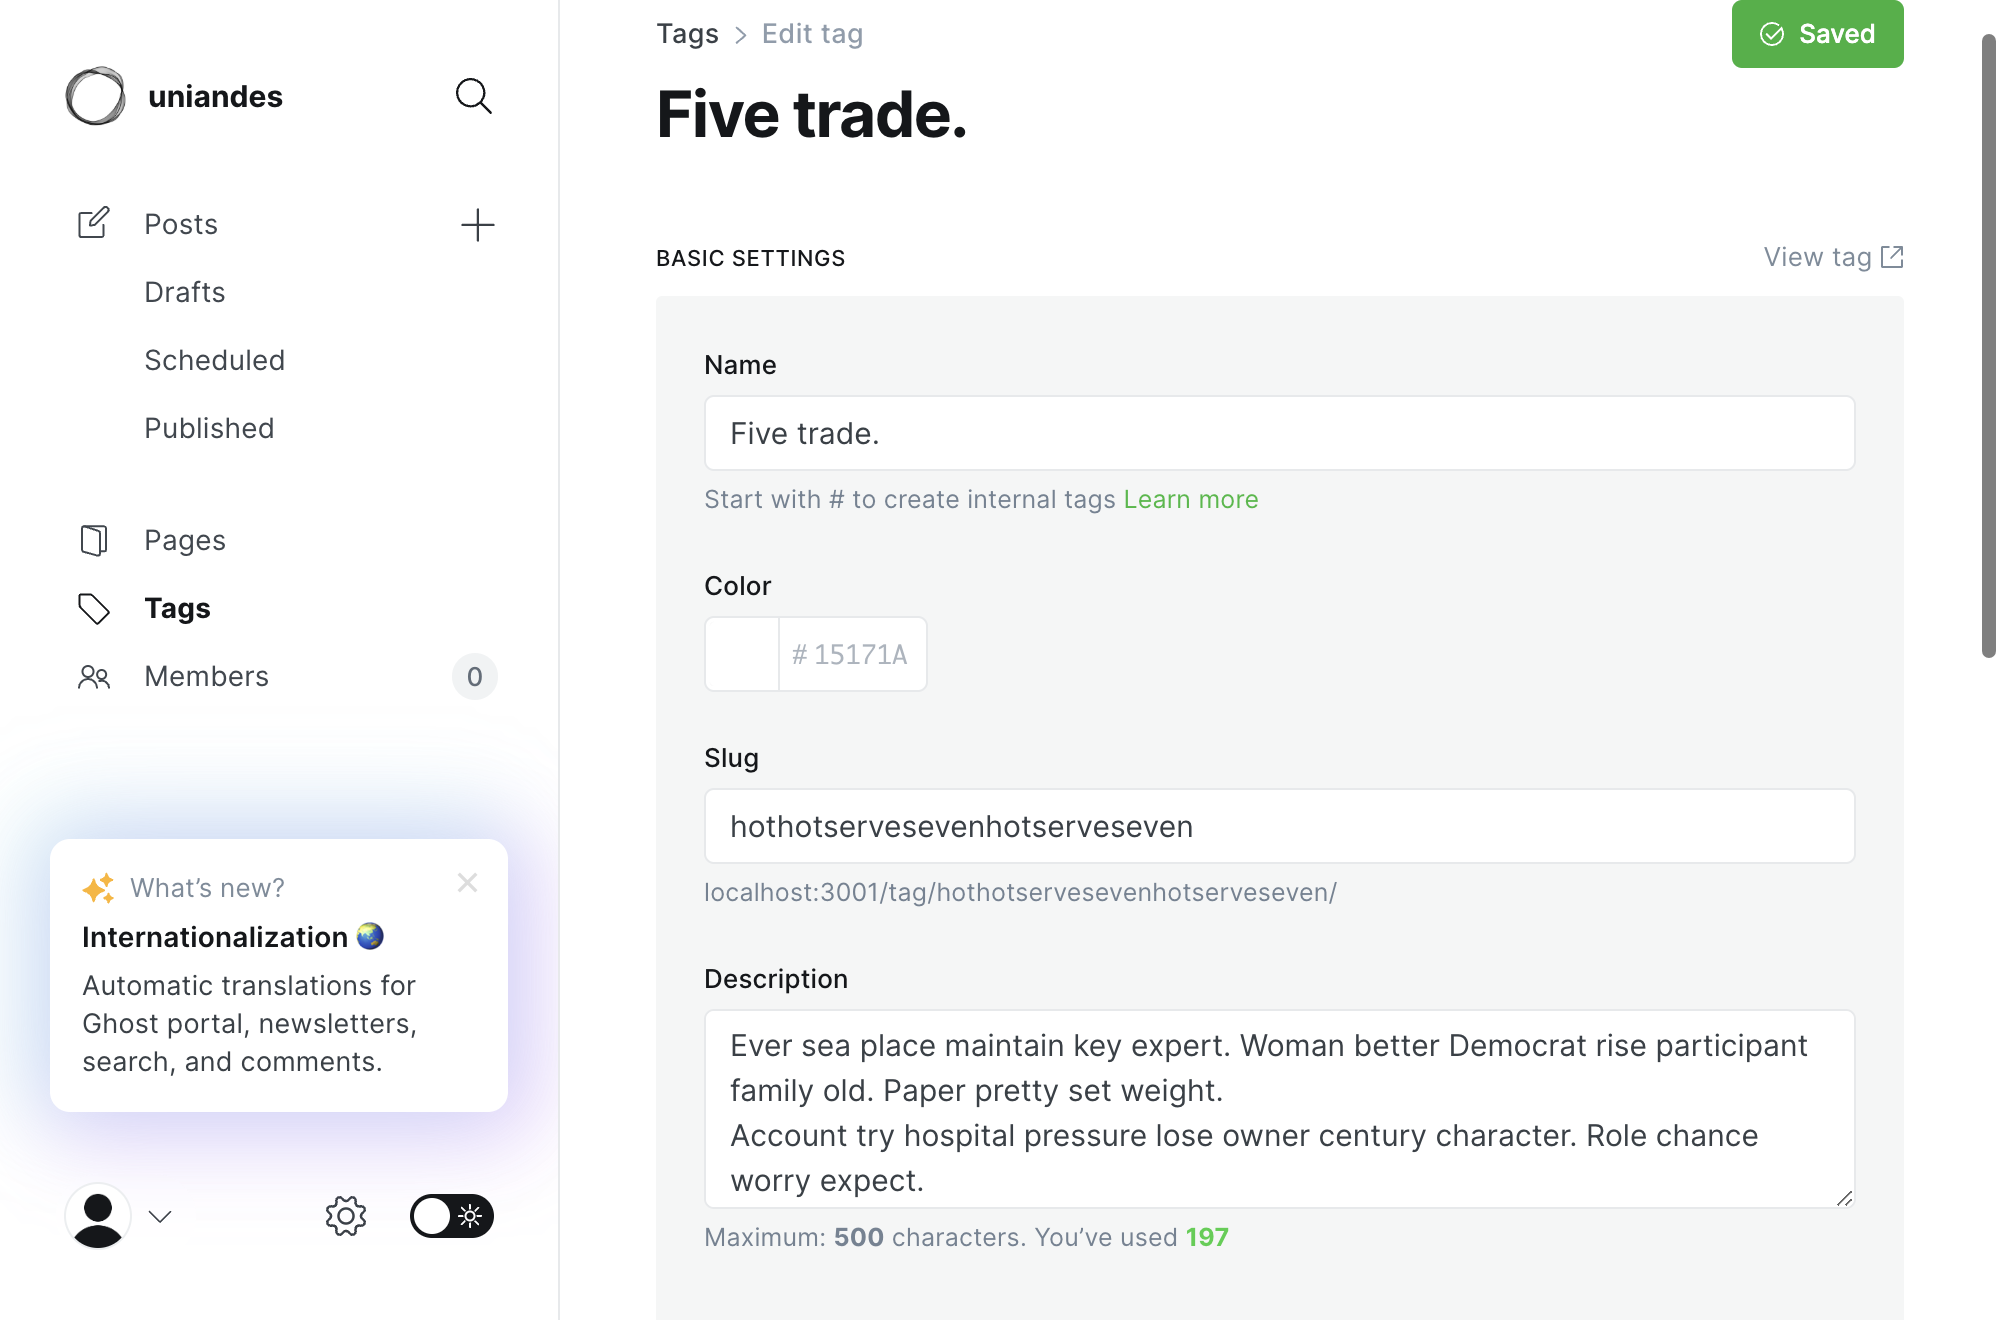 uniandes
Posts
Drafts
Scheduled
Published
Pages
Tags
Members
0
What’s new?
Internationalization 🌏
Automatic translations for
Ghost portal, newsletters,
search, and comments.
Tags > Edit tag
Saved
Five trade.
BASIC SETTINGS
View tag
Name
Five trade.
Start with # to create internal tags Learn more
Color
# 15171A
Slug
hothotservesevenhotserveseven
localhost:3001/tag/hothotservesevenhotserveseven/
Description
Ever sea place maintain key expert. Woman better Democrat rise participant
family old. Paper pretty set weight.
Account try hospital pressure lose owner century character. Role chance
worry expect.
Maximum: 500 characters. You’ve used 197